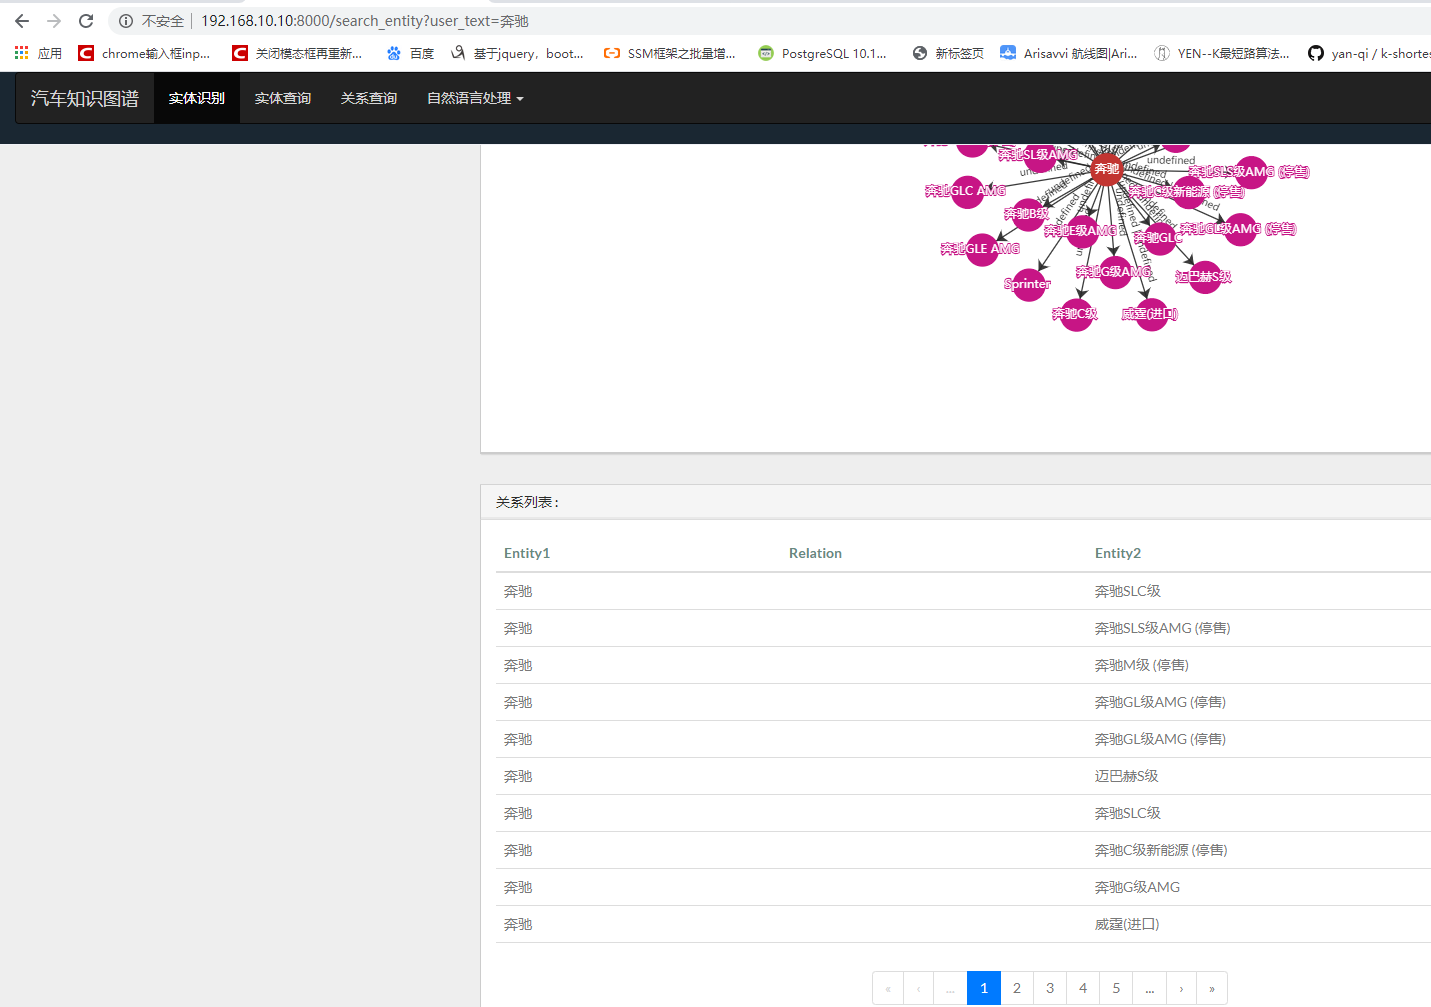 不安全 192.168.10.10:8000/search_entity?user_text=奔驰
应用 chrome输入框inp... 关闭模态框再重新... 百度 基于jquery，boot... SSM框架之批量增... PostgreSQL 10.1... 新标签页 Arisavvi 航线图|Ari... YEN--K最短路算法... yan-qi / k-shortes
汽车知识图谱 实体识别 实体查询 关系查询 自然语言处理
奔驰SL级AMG
奔驰
undefined
奔驰SLS级AMG (停售)
奔驰GLC AMG
奔驰C级新能源 (停售)
奔驰B级
奔驰E级AMG
奔驰GLC
奔驰GL级AMG (停售)
奔驰GLE AMG
奔驰G级AMG
迈巴赫S级
Sprinter
奔驰C级
威霆(进口)
关系列表 :
Entity1 Relation Entity2
奔驰 奔驰SLC级
奔驰 奔驰SLS级AMG (停售)
奔驰 奔驰M级 (停售)
奔驰 奔驰GL级AMG (停售)
奔驰 奔驰GL级AMG (停售)
奔驰 迈巴赫S级
奔驰 奔驰SLC级
奔驰 奔驰C级新能源 (停售)
奔驰 奔驰G级AMG
奔驰 威霆(进口)
« ‹ ... 1 2 3 4 5 ... › »